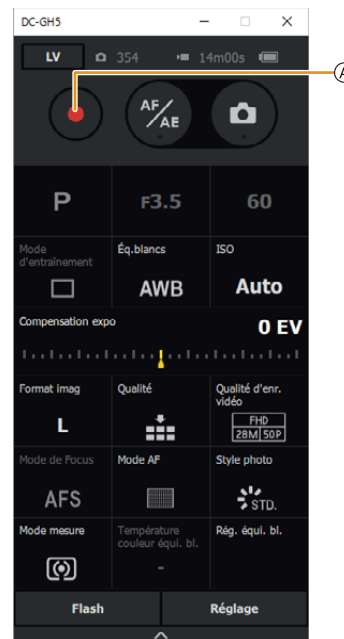 DC-GH5
LV 354 14m00s
A
AF/AE
P F3.5 60
Mode d'entraînement
Éq.blancs
ISO
AWB
Auto
Compensation expo
0 EV
Format imag
Qualité
Qualité d'enr. vidéo
L
FHD
28M 50P
Mode de Focus
Mode AF
Style photo
AFS
STD.
Mode mesure
Température couleur équi. bl.
Rég. équi. bl.
-
Flash
Réglage